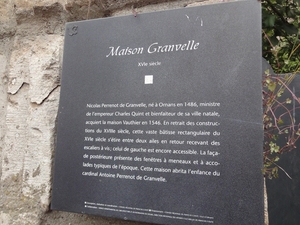 Maison Granvelle
XVIe siècle
Nicolas Perrenot de Granvelle, né à Ornans en 1486, ministre
de l'empereur Charles Quint et bienfaiteur de sa ville natale,
acquiert la maison Vauthier en 1546. En retrait des construc-
tions du XVIIIe siècle, cette vaste bâtisse rectangulaire du
XVIe siècle s'étire entre deux ailes en retour recevant des
escaliers à vis; celui de gauche est encore accessible. La faça-
de postérieure présente des fenêtres à meneaux et à acco-
lades typiques de l'époque. Cette maison abrita l'enfance du
cardinal Antoine Perrenot de Granvelle.